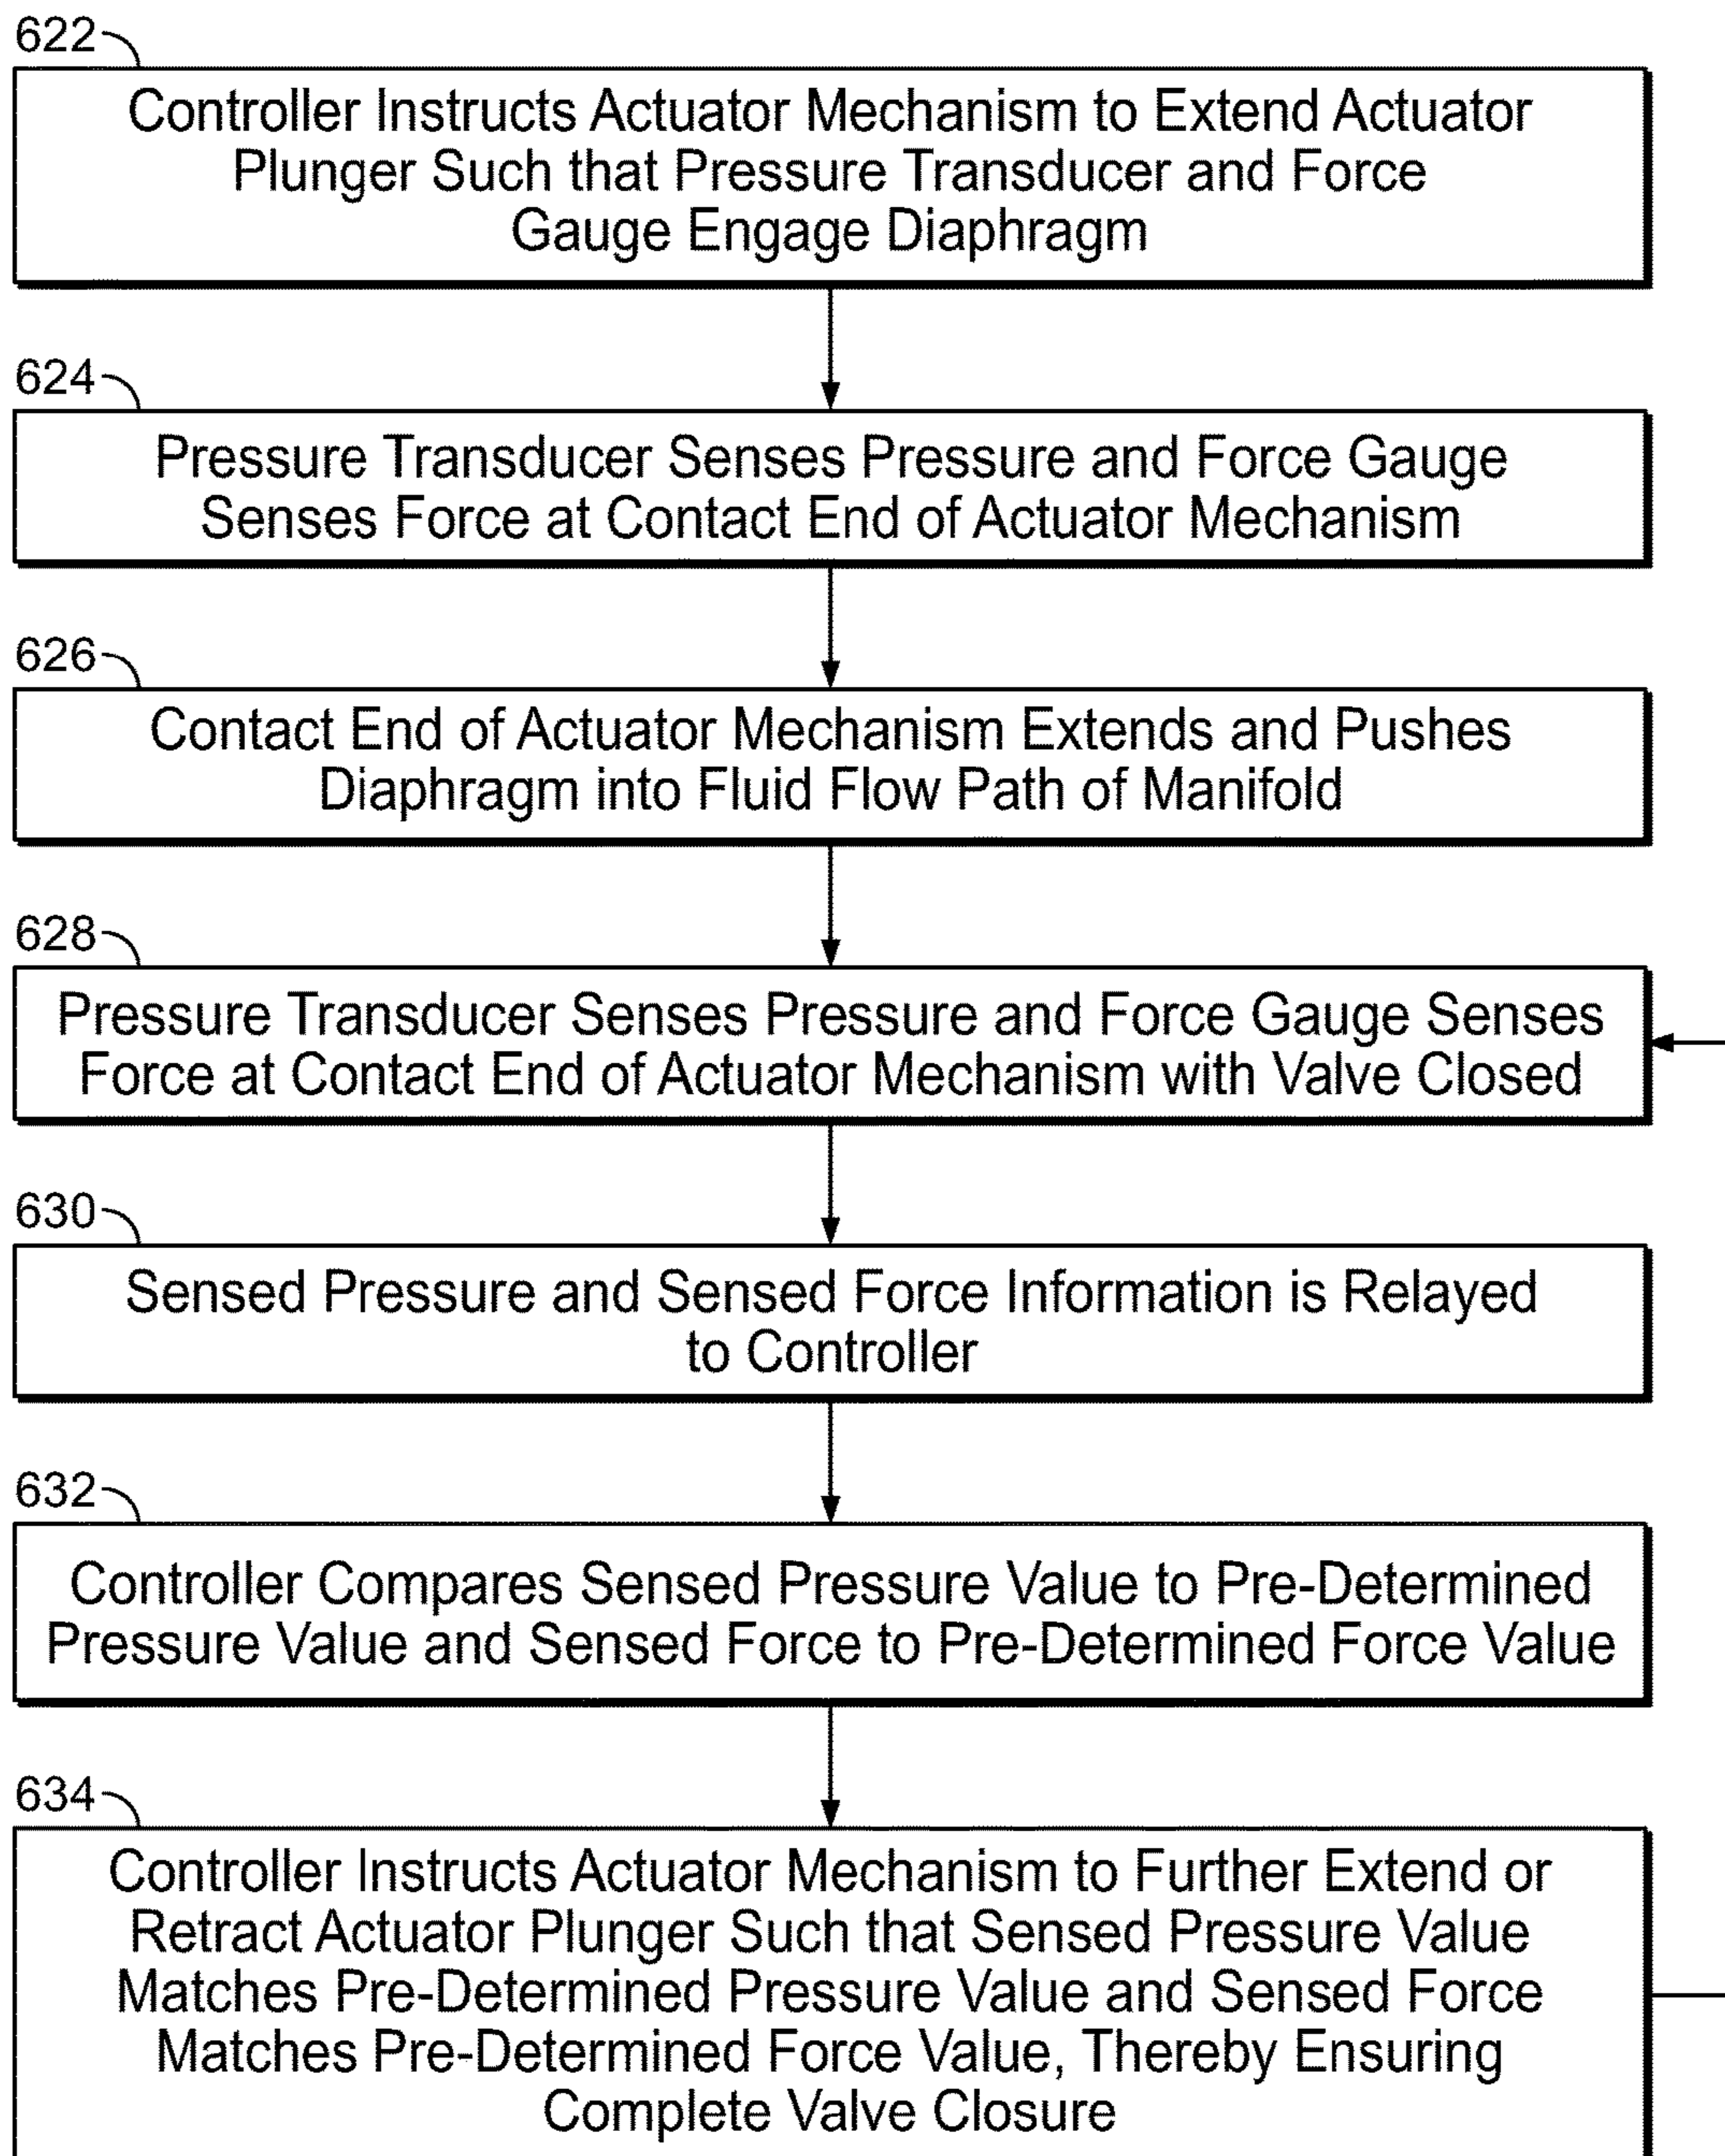 622
Controller Instructs Actuator Mechanism to Extend Actuator
Plunger Such that Pressure Transducer and Force
Gauge Engage Diaphragm
624
Pressure Transducer Senses Pressure and Force Gauge
Senses Force at Contact End of Actuator Mechanism
626
Contact End of Actuator Mechanism Extends and Pushes
Diaphragm into Fluid Flow Path of Manifold
628
Pressure Transducer Senses Pressure and Force Gauge Senses
Force at Contact End of Actuator Mechanism with Valve Closed
630
Sensed Pressure and Sensed Force Information is Relayed
to Controller
632
Controller Compares Sensed Pressure Value to Pre-Determined
Pressure Value and Sensed Force to Pre-Determined Force Value
634
Controller Instructs Actuator Mechanism to Further Extend or
Retract Actuator Plunger Such that Sensed Pressure Value
Matches Pre-Determined Pressure Value and Sensed Force
Matches Pre-Determined Force Value, Thereby Ensuring
Complete Valve Closure